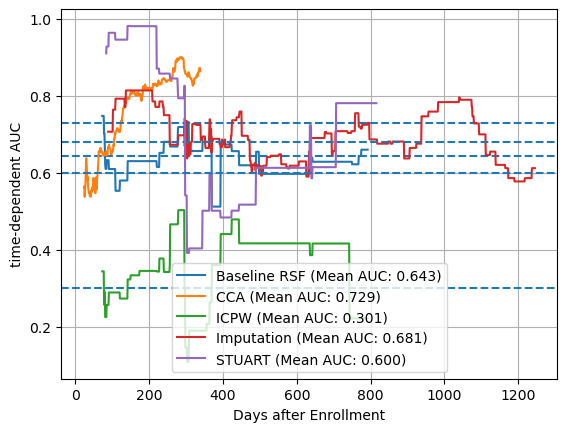 1.0
0.8
0.6
0.4
0.2
time-dependent AUC
Baseline RSF (Mean AUC: 0.643)
CCA (Mean AUC: 0.729)
ICPW (Mean AUC: 0.301)
Imputation (Mean AUC: 0.681)
STUART (Mean AUC: 0.600)
0 200 400 600 800 1000 1200
Days after Enrollment